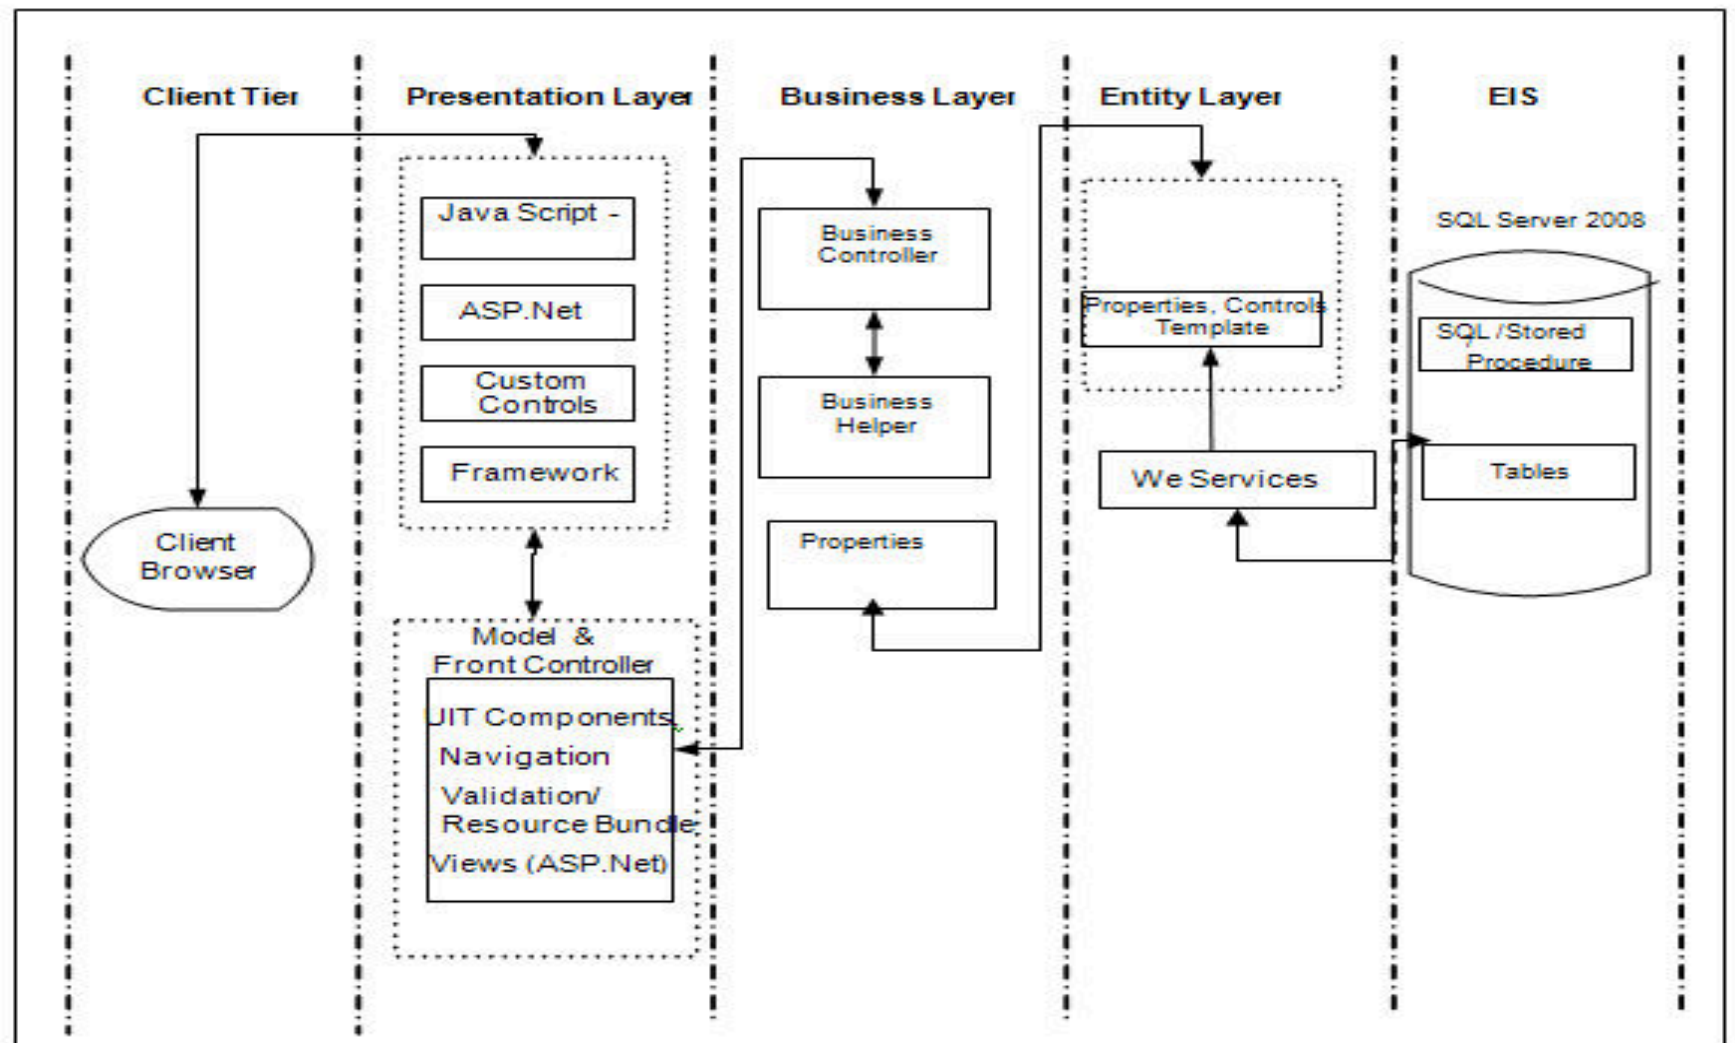 Client Tier
Presentation Layer
Business Layer
Entity Layer
EIS
Java Script -
ASP.Net
Custom
Controls
Framework
Client
Browser
Model &
Front Controller
UIT Components
Navigation
Validation/
Resource Bundle
Views (ASP.Net)
Business
Controller
Business
Helper
Properties
Properties, Controls
Template
We Services
SQL Server 2008
SQL /Stored
Procedure
Tables